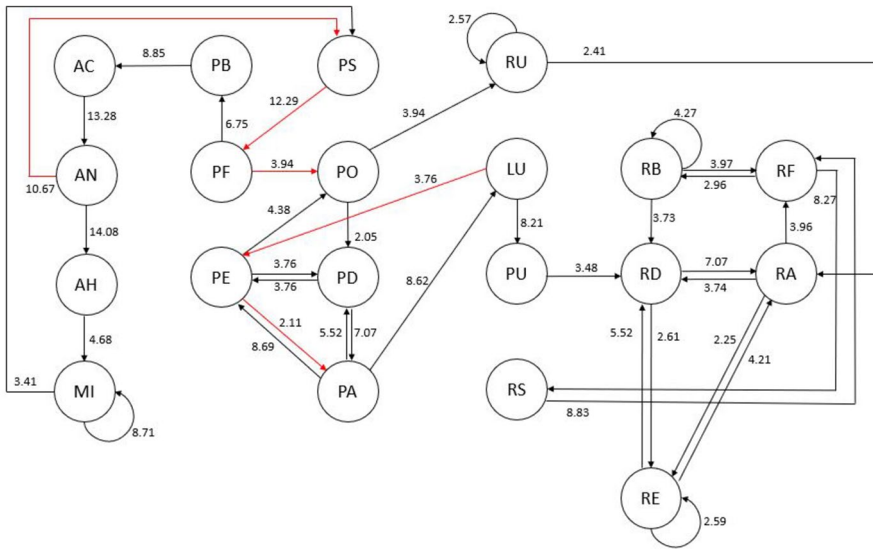 2.57
2.41
8.85
AC
PB
PS
RU
13.28
12.29
3.94
4.27
6.75
AN
PF
3.94
PO
3.76
LU
RB
3.97
RF
2.96
10.67
8.27
4.38
8.21
3.73
3.96
14.08
2.05
AH
PE
3.76
PD
8.62
PU
3.48
RD
7.07
RA
3.76
3.74
4.68
2.11
5.52
7.07
5.52
2.61
2.25
8.69
4.21
3.41
MI
PA
RS
8.83
8.71
RE
2.59